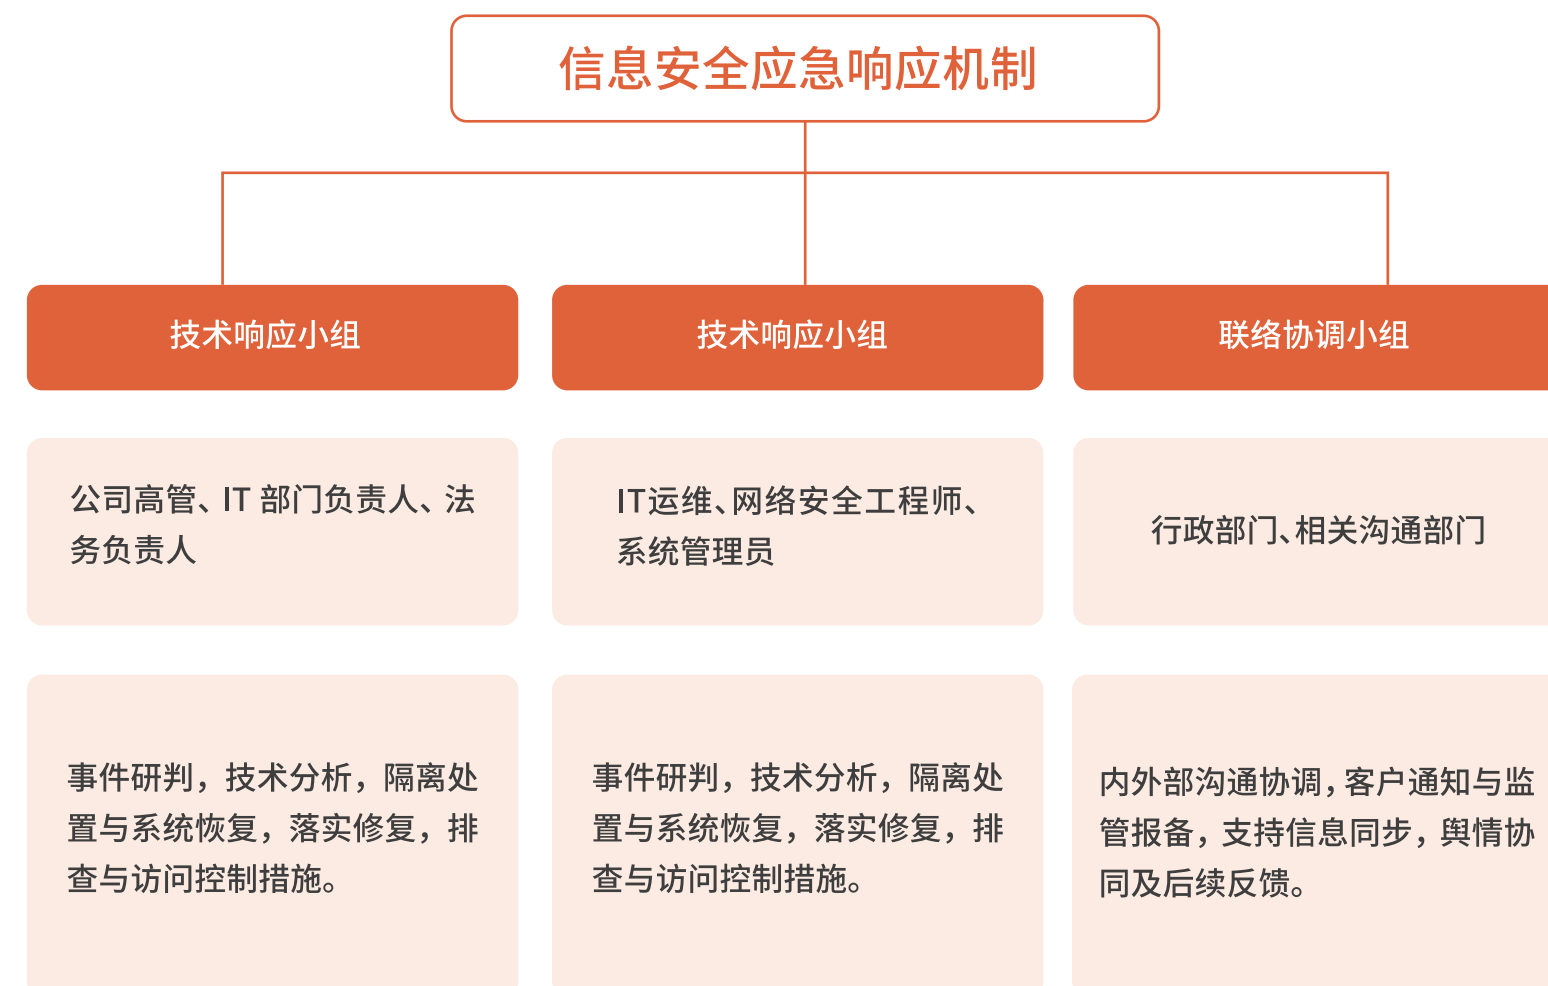 信息安全应急响应机制
技术响应小组
技术响应小组
联络协调小组
公司高管、IT 部门负责人、法
务负责人
IT运维、网络安全工程师、
系统管理员
行政部门、相关沟通部门
事件研判，技术分析，隔离处
置与系统恢复，落实修复，排
查与访问控制措施。
事件研判，技术分析，隔离处
置与系统恢复，落实修复，排
查与访问控制措施。
内外部沟通协调，客户通知与监
管报备，支持信息同步，舆情协
同及后续反馈。